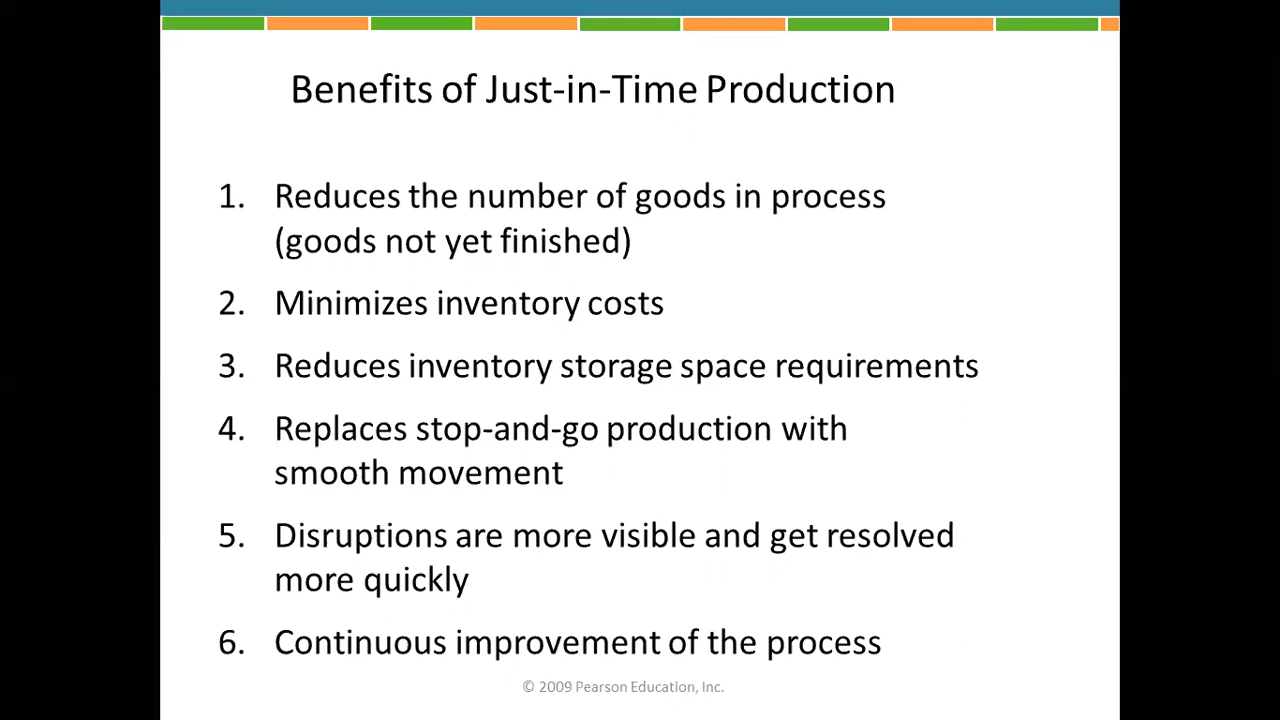 Benefits of Just-in-Time Production
1. Reduces the number of goods in process
(goods not yet finished)
2. Minimizes inventory costs
3. Reduces inventory storage space requirements
4. Replaces stop-and-go production with
smooth movement
5. Disruptions are more visible and get resolved
more quickly
6. Continuous improvement of the process
© 2009 Pearson Education, Inc.